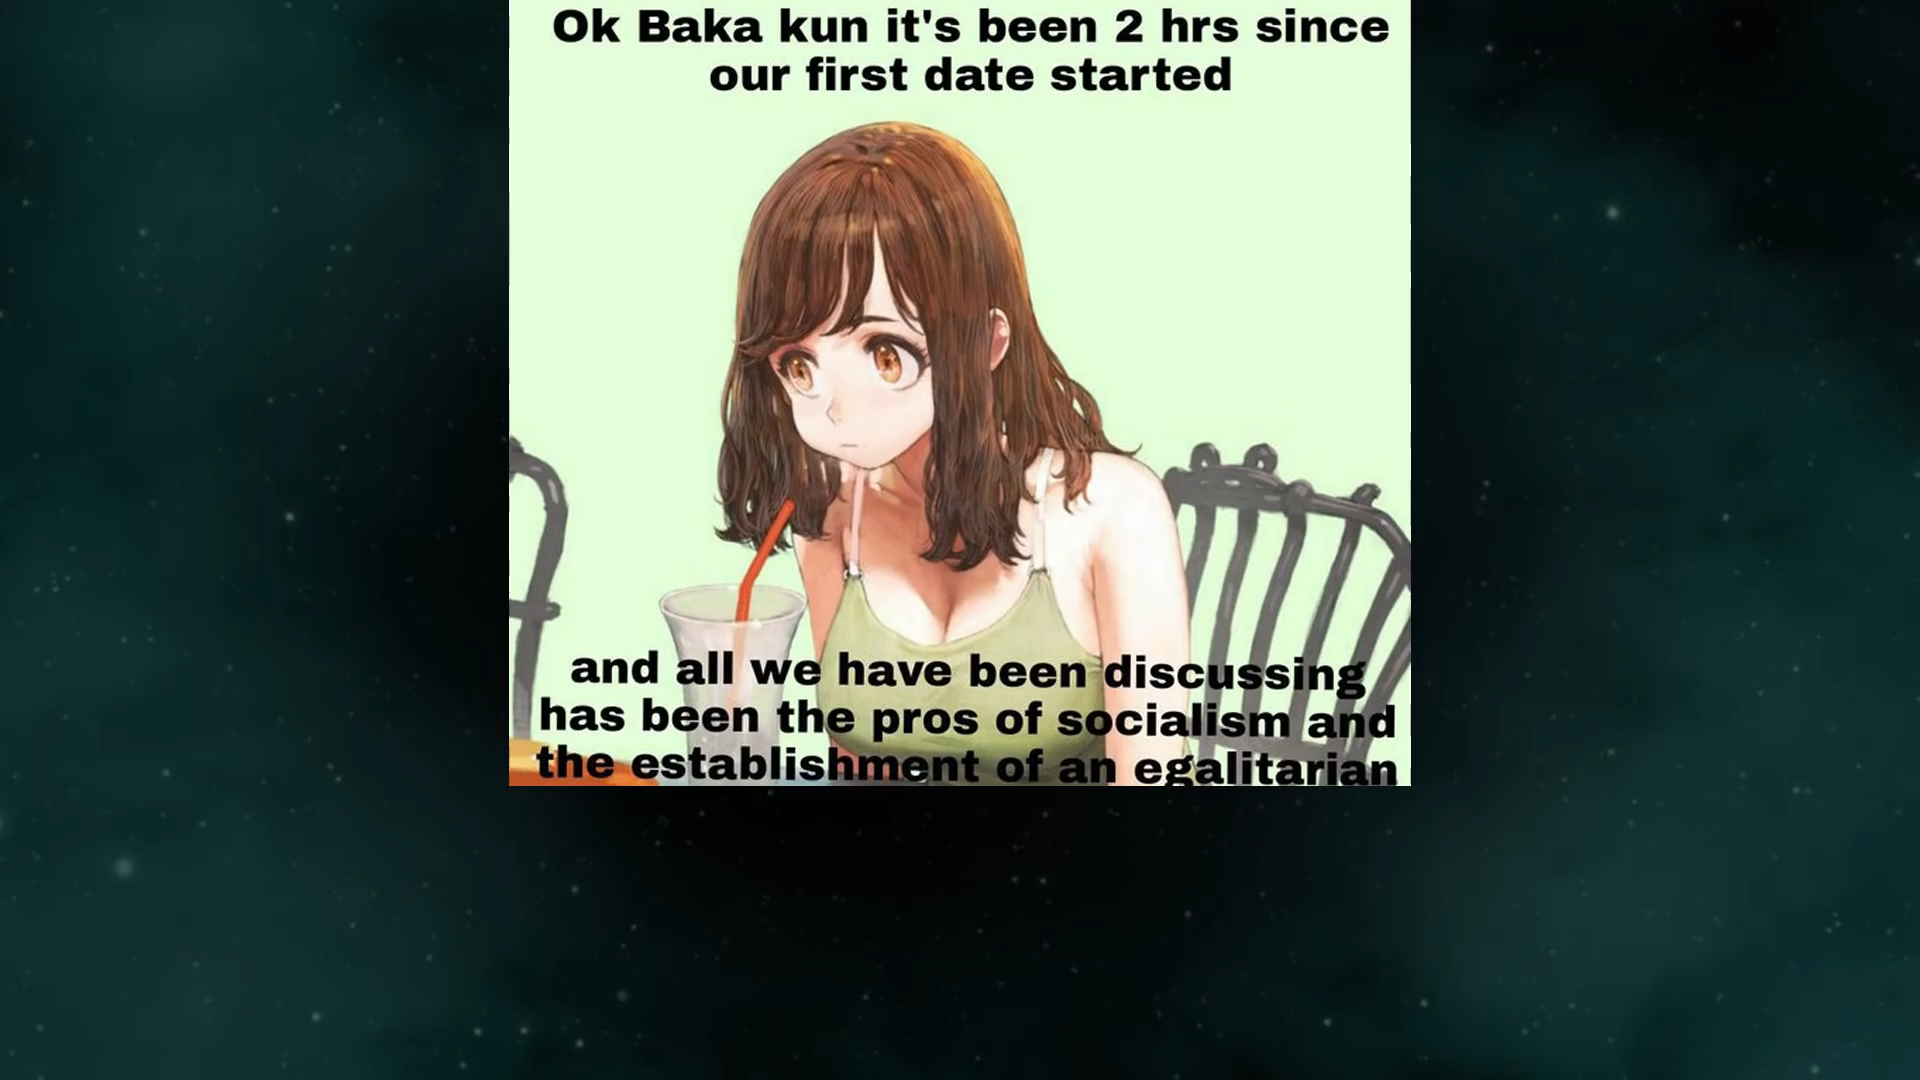 Ok Baka kun it's been 2 hrs since
our first date started
and all we have been discussing
has been the pros of socialism and
the establishment of an egalitarian